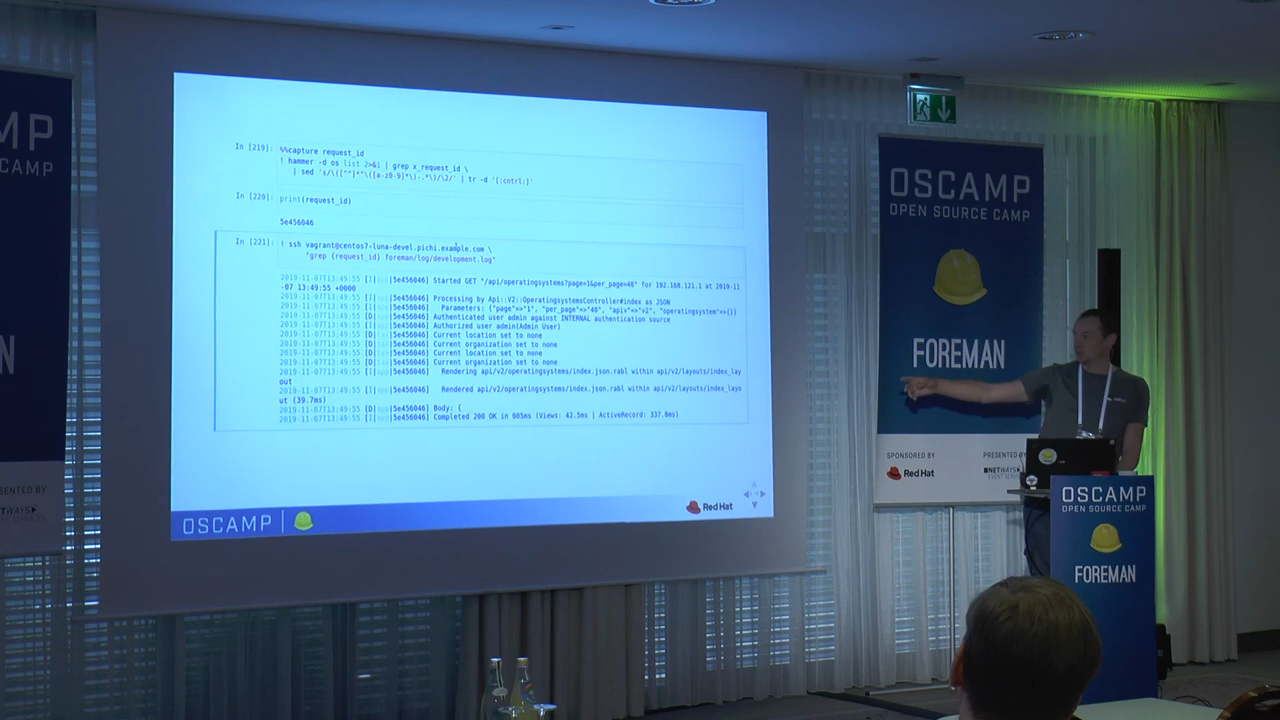 In [219]: %%capture request_id
! hammer -d os list 2>&1 | grep x_request_id \
In [220]: print(request_id)
5e456046
In [221]: ! ssh vagrant@centos7-luna-devel.pichi.example.com \
"grep {request_id} foreman/log/development.log"
2019-11-07T13:49:55 [I|app|5e456046] Started GET "/api/operatingsystems?page=1&per_page=40" for 192.168.121.1 at 2019-11
-07 13:49:55 +0000
2019-11-07T13:49:55 [I|app|5e456046] Processing by Api::V2::OperatingsystemsController#index as JSON
2019-11-07T13:49:55 [I|app|5e456046] Parameters: {"page"=>"1", "per_page"=>"40", "apiv"=>"v2", "operatingsystem"=>{}}
2019-11-07T13:49:55 [D|app|5e456046] Authenticated user admin against INTERNAL authentication source
2019-11-07T13:49:55 [I|app|5e456046] Authorized user admin(Admin User)
2019-11-07T13:49:55 [D|tax|5e456046] Current location set to none
2019-11-07T13:49:55 [D|tax|5e456046] Current organization set to none
2019-11-07T13:49:55 [D|tax|5e456046] Current location set to none
2019-11-07T13:49:55 [D|tax|5e456046] Current organization set to none
2019-11-07T13:49:55 [I|app|5e456046] Rendering api/v2/operatingsystems/index.json.rabl within api/v2/layouts/index_lay
out
2019-11-07T13:49:55 [I|app|5e456046] Rendered api/v2/operatingsystems/index.json.rabl within api/v2/layouts/index_layo
ut (39.7ms)
2019-11-07T13:49:55 [D|app|5e456046] Body: {
2019-11-07T13:49:55 [I|app|5e456046] Completed 200 OK in 605ms (Views: 42.5ms | ActiveRecord: 337.8ms)
OSCAMP
Red Hat
MP
CAMP
N
SENTED BY
TWAYS
OSCAMP
OPEN SOURCE CAMP
FOREMAN
SPONSORED BY
PRESENTED BY
Red Hat
NETWAYS
OSCAMP
OPEN SOURCE CAMP
FOREMAN